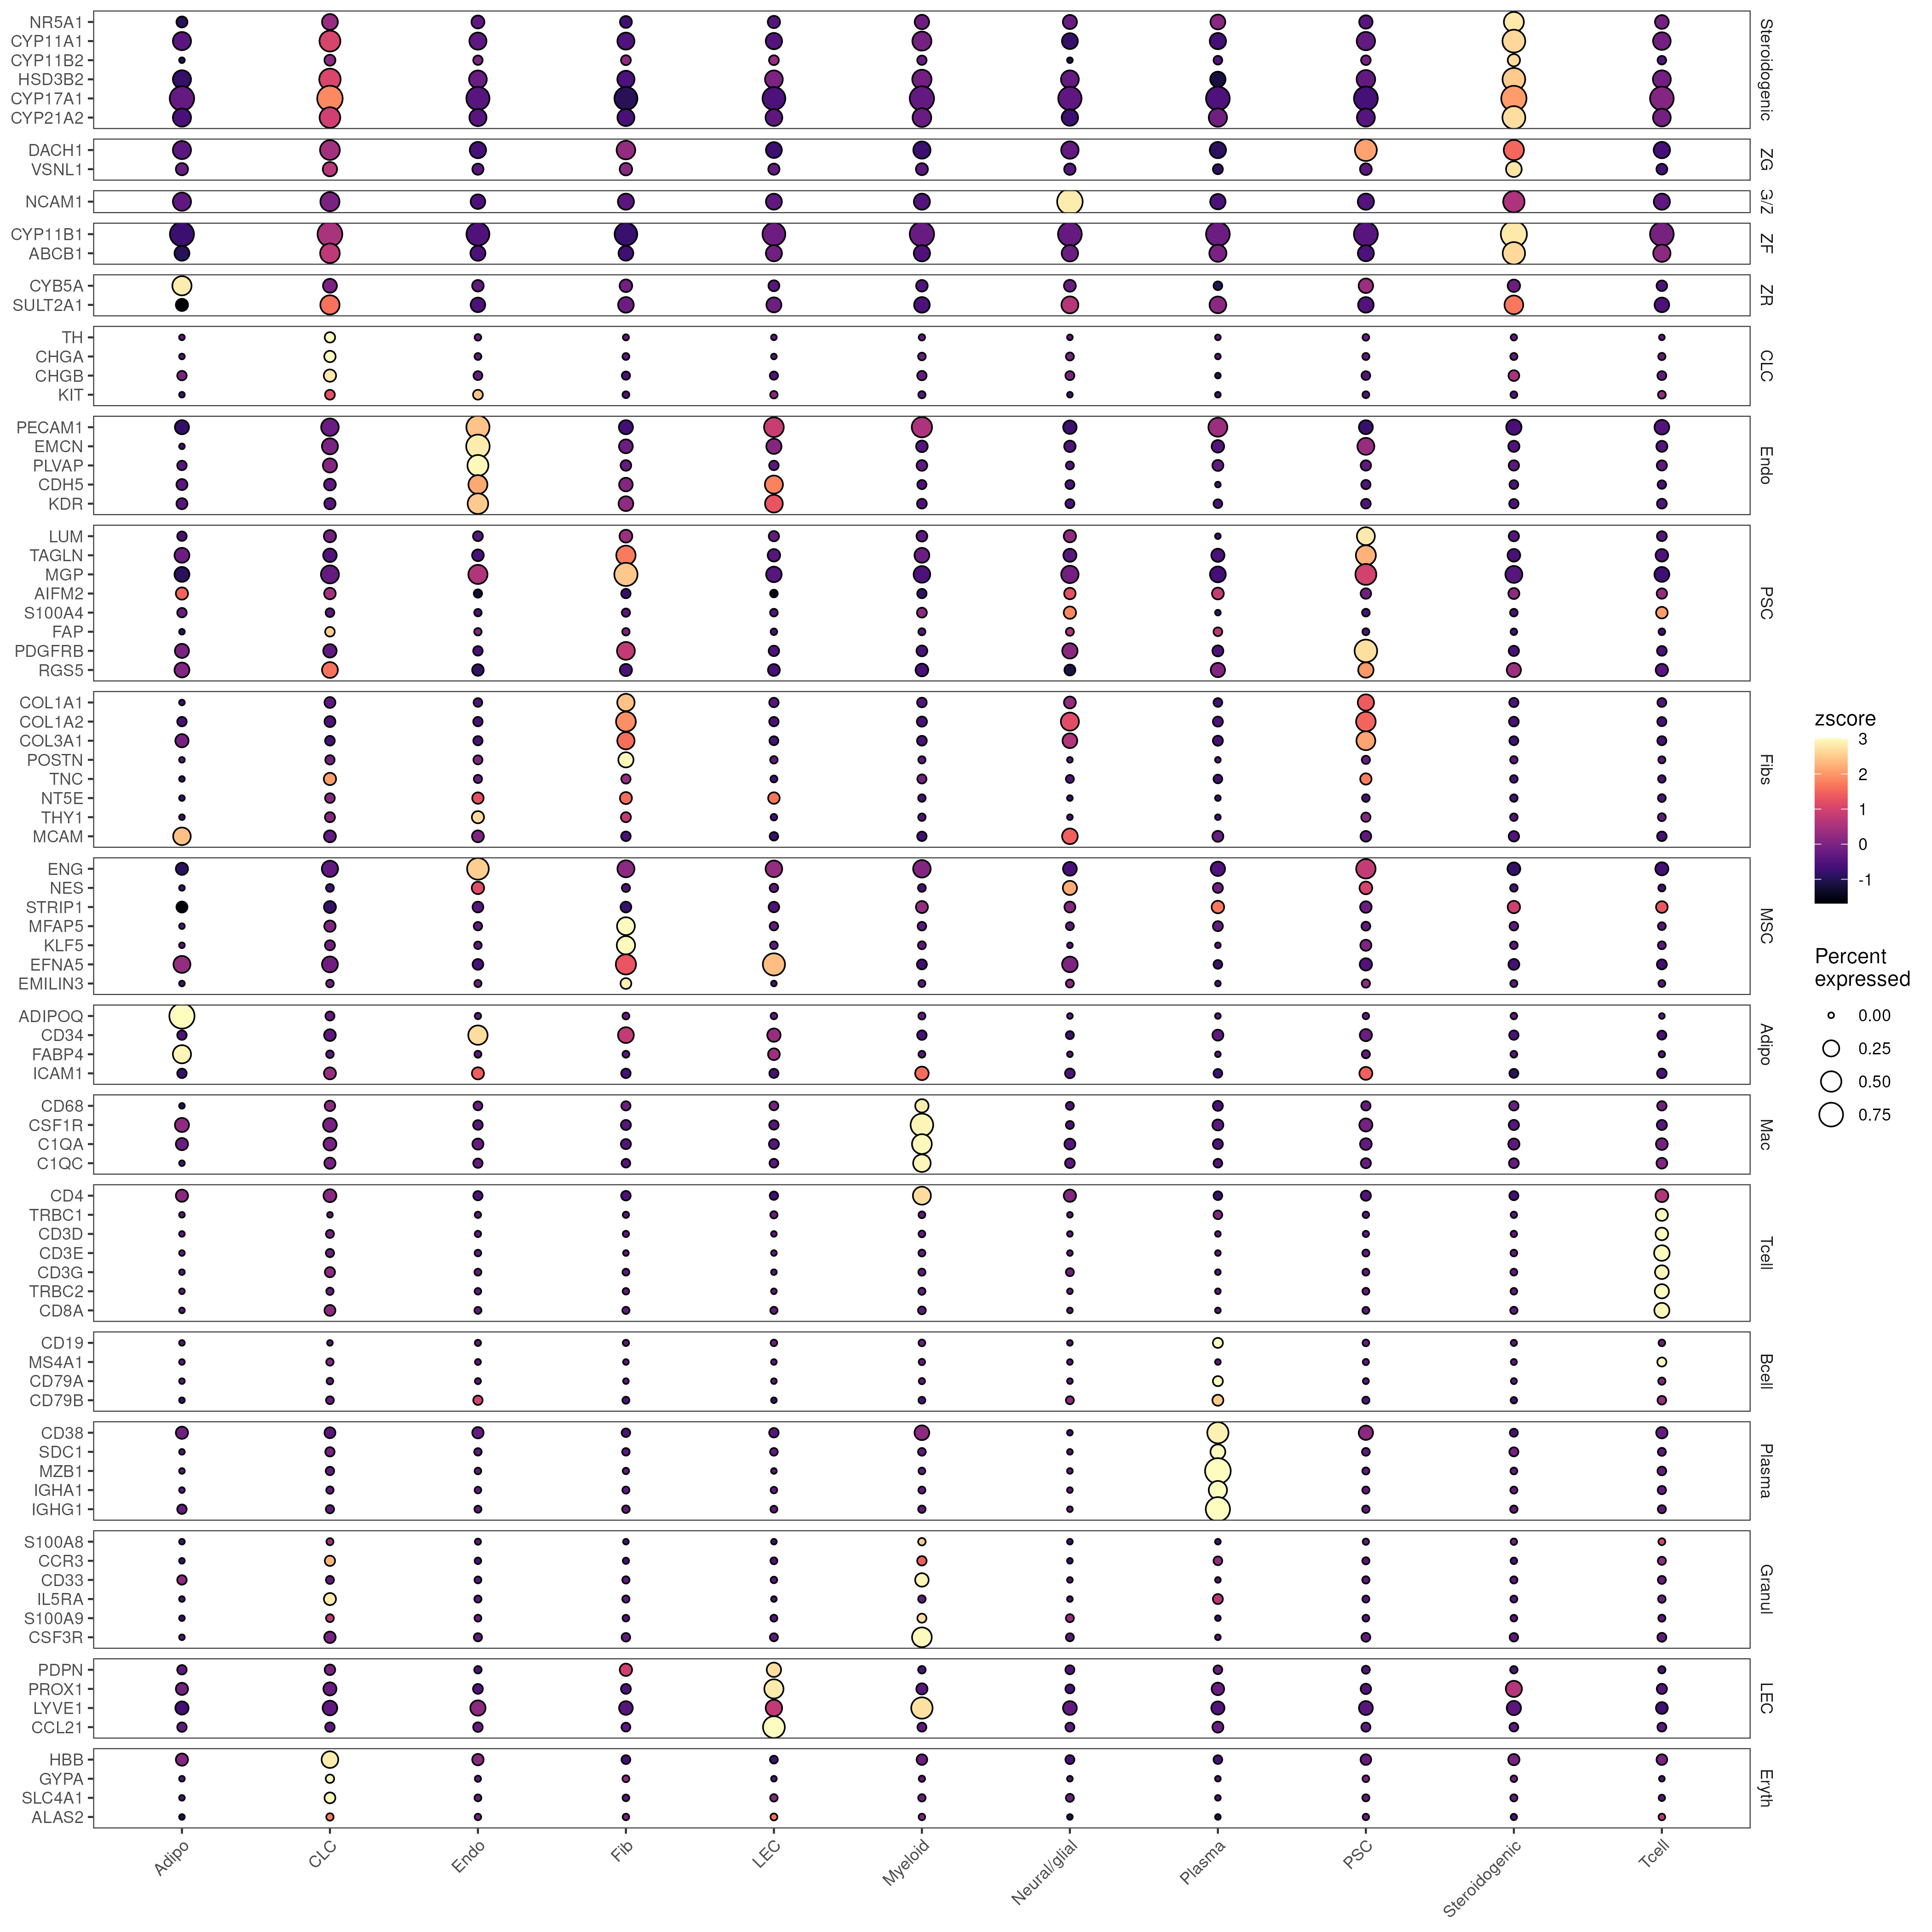 NR5A1
CYP11A1
CYP11B2
HSD3B2
CYP17A1
CYP21A2
Steroidogenic
DACH1
VSNL1
ZG
NCAM1
G/Z
CYP11B1
ABCB1
ZF
CYB5A
SULT2A1
ZR
TH
CHGA
CHGB
KIT
CLC
PECAM1
EMCN
PLVAP
CDH5
KDR
Endo
LUM
TAGLN
MGP
AIFM2
S100A4
FAP
PDGFRB
RGS5
PSC
COL1A1
COL1A2
COL3A1
POSTN
TNC
NT5E
THY1
MCAM
Fibs
ENG
NES
STRIP1
MFAP5
KLF5
EFNA5
EMILIN3
MSC
ADIPOQ
CD34
FABP4
ICAM1
Adipo
CD68
CSF1R
C1QA
C1QC
Mac
CD4
TRBC1
CD3D
CD3E
CD3G
TRBC2
CD8A
Tcell
CD19
MS4A1
CD79A
CD79B
Bcell
CD38
SDC1
MZB1
IGHA1
IGHG1
Plasma
S100A8
CCR3
CD33
IL5RA
S100A9
CSF3R
Granul
PDPN
PROX1
LYVE1
CCL21
LEC
HBB
GYPA
SLC4A1
ALAS2
Eryth
Adipo
CLC
Endo
Fib
LEC
Myeloid
Neural/glial
Plasma
PSC
Steroidogenic
Tcell
zscore
3
2
1
0
-1
Percent
expressed
0.00
0.25
0.50
0.75